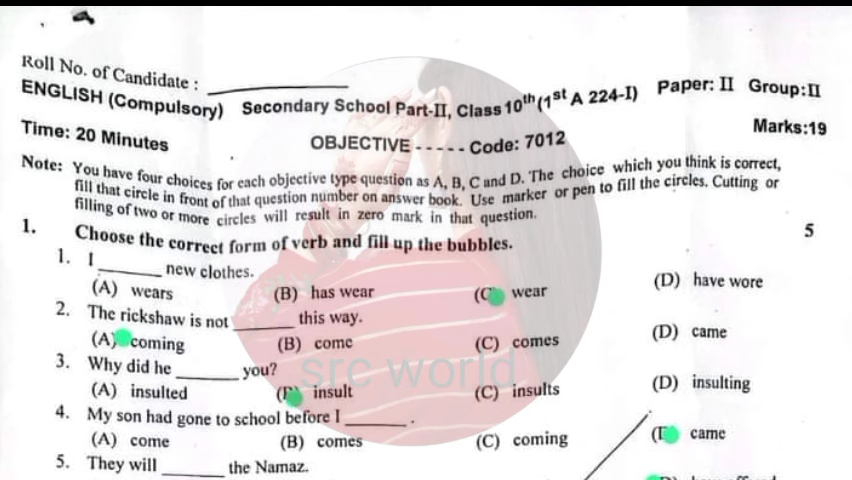 Roll No. of Candidate :
ENGLISH (Compulsory) Secondary School Part-II, Class 10th (1st A 224-I) Paper: II Group:II
Time: 20 Minutes OBJECTIVE ----- Code: 7012 Marks:19
Note: You have four choices for each objective type question as A, B, C and D. The choice which you think is correct,
fill that circle in front of that question number on answer book. Use marker or pen to fill the circles. Cutting or
filling of two or more circles will result in zero mark in that question.
1. Choose the correct form of verb and fill up the bubbles. 5
1. I ______ new clothes.
(A) wears (B) has wear (C) wear (D) have wore
2. The rickshaw is not ______ this way.
(A) coming (B) come (C) comes (D) came
3. Why did he ______ you?
(A) insulted (B) insult (C) insults (D) insulting
src world
4. My son had gone to school before I ______ .
(A) come (B) comes (C) coming (D) came
5. They will ______ the Namaz.